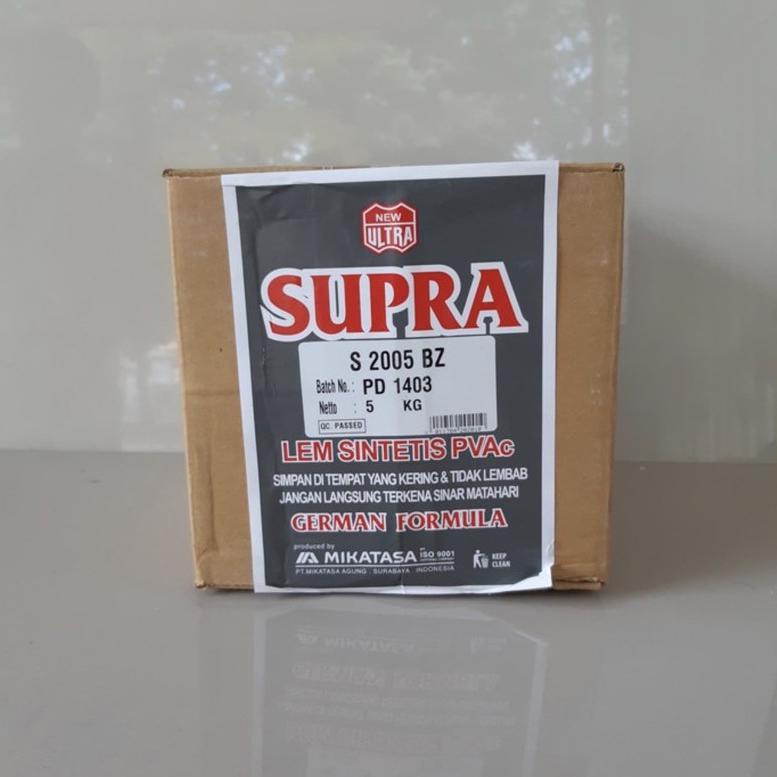 NEW
ULTRA
SUPRA
S 2005 BZ
Batch No. : PD 1403
Netto : 5 KG
QC. PASSED
LEM SINTETIS PVAc
SIMPAN DI TEMPAT YANG KERING & TIDAK LEMBAB
JANGAN LANGSUNG TERKENA SINAR MATAHARI
GERMAN FORMULA
produced by
MIKATASA ISO 9001
PT.MIKATASA AGUNG SURABAYA INDONESIA
KEEP
CLEAN